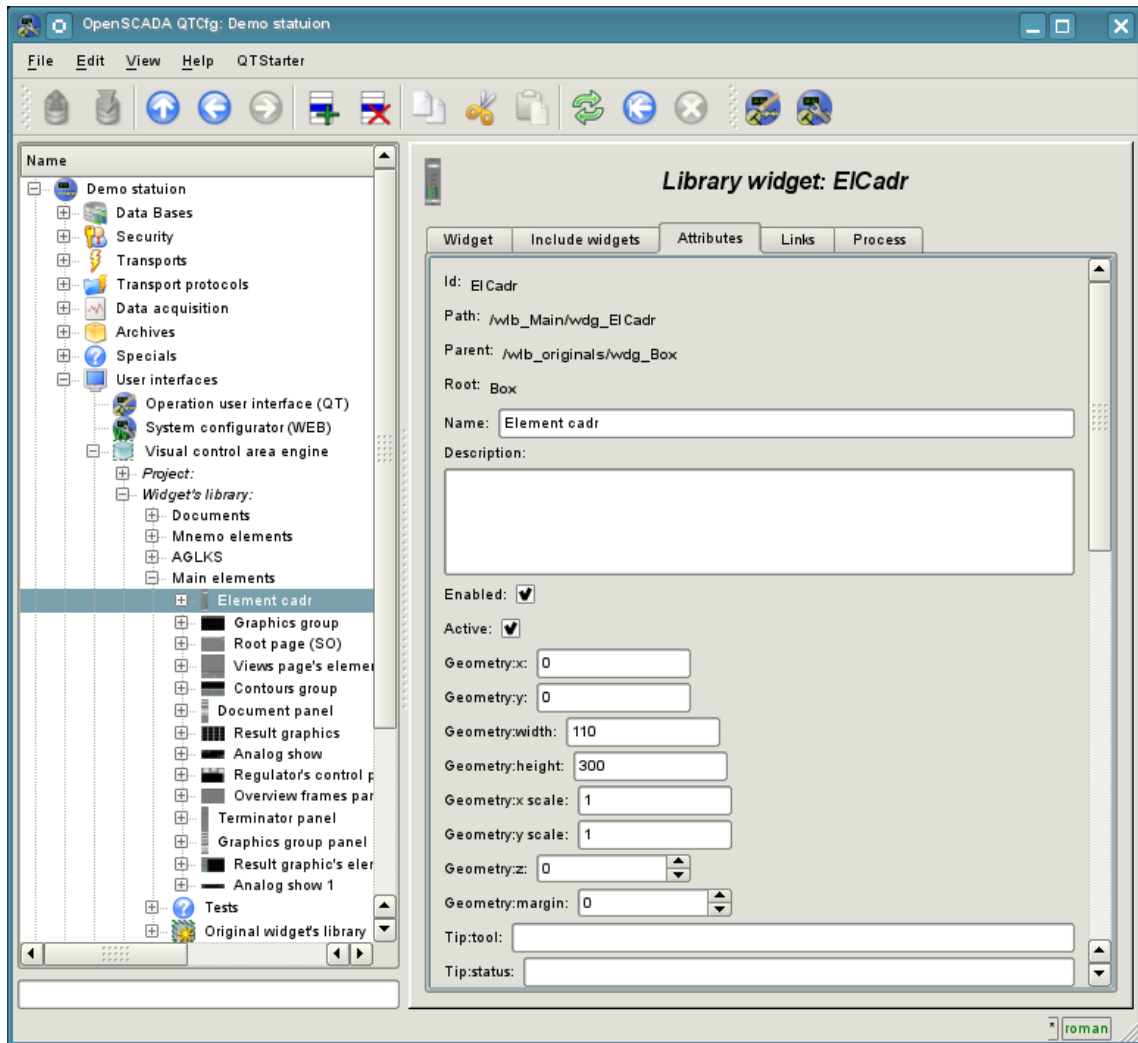 OpenSCADA QTCfg: Demo statuion
File Edit View Help QTStarter
Name
Demo statuion
Data Bases
Security
Transports
Transport protocols
Data acquisition
Archives
Specials
User interfaces
Operation user interface (QT)
System configurator (WEB)
Visual control area engine
Project:
Widget's library:
Documents
Mnemo elements
AGLKS
Main elements
Element cadr
Graphics group
Root page (SO)
Views page's elemer
Contours group
Document panel
Result graphics
Analog show
Regulator's control p
Overview frames par
Terminator panel
Graphics group panel
Result graphic's eler
Analog show 1
Tests
Original widget's library
Library widget: ElCadr
Widget Include widgets Attributes Links Process
Id: ElCadr
Path: /wlb_Main/wdg_ElCadr
Parent: /wlb_originals/wdg_Box
Root: Box
Name: Element cadr
Description:
Enabled:
Active:
Geometry:x: 0
Geometry:y: 0
Geometry:width: 110
Geometry:height: 300
Geometry:x scale: 1
Geometry:y scale: 1
Geometry:z: 0
Geometry:margin: 0
Tip:tool:
Tip:status:
* roman